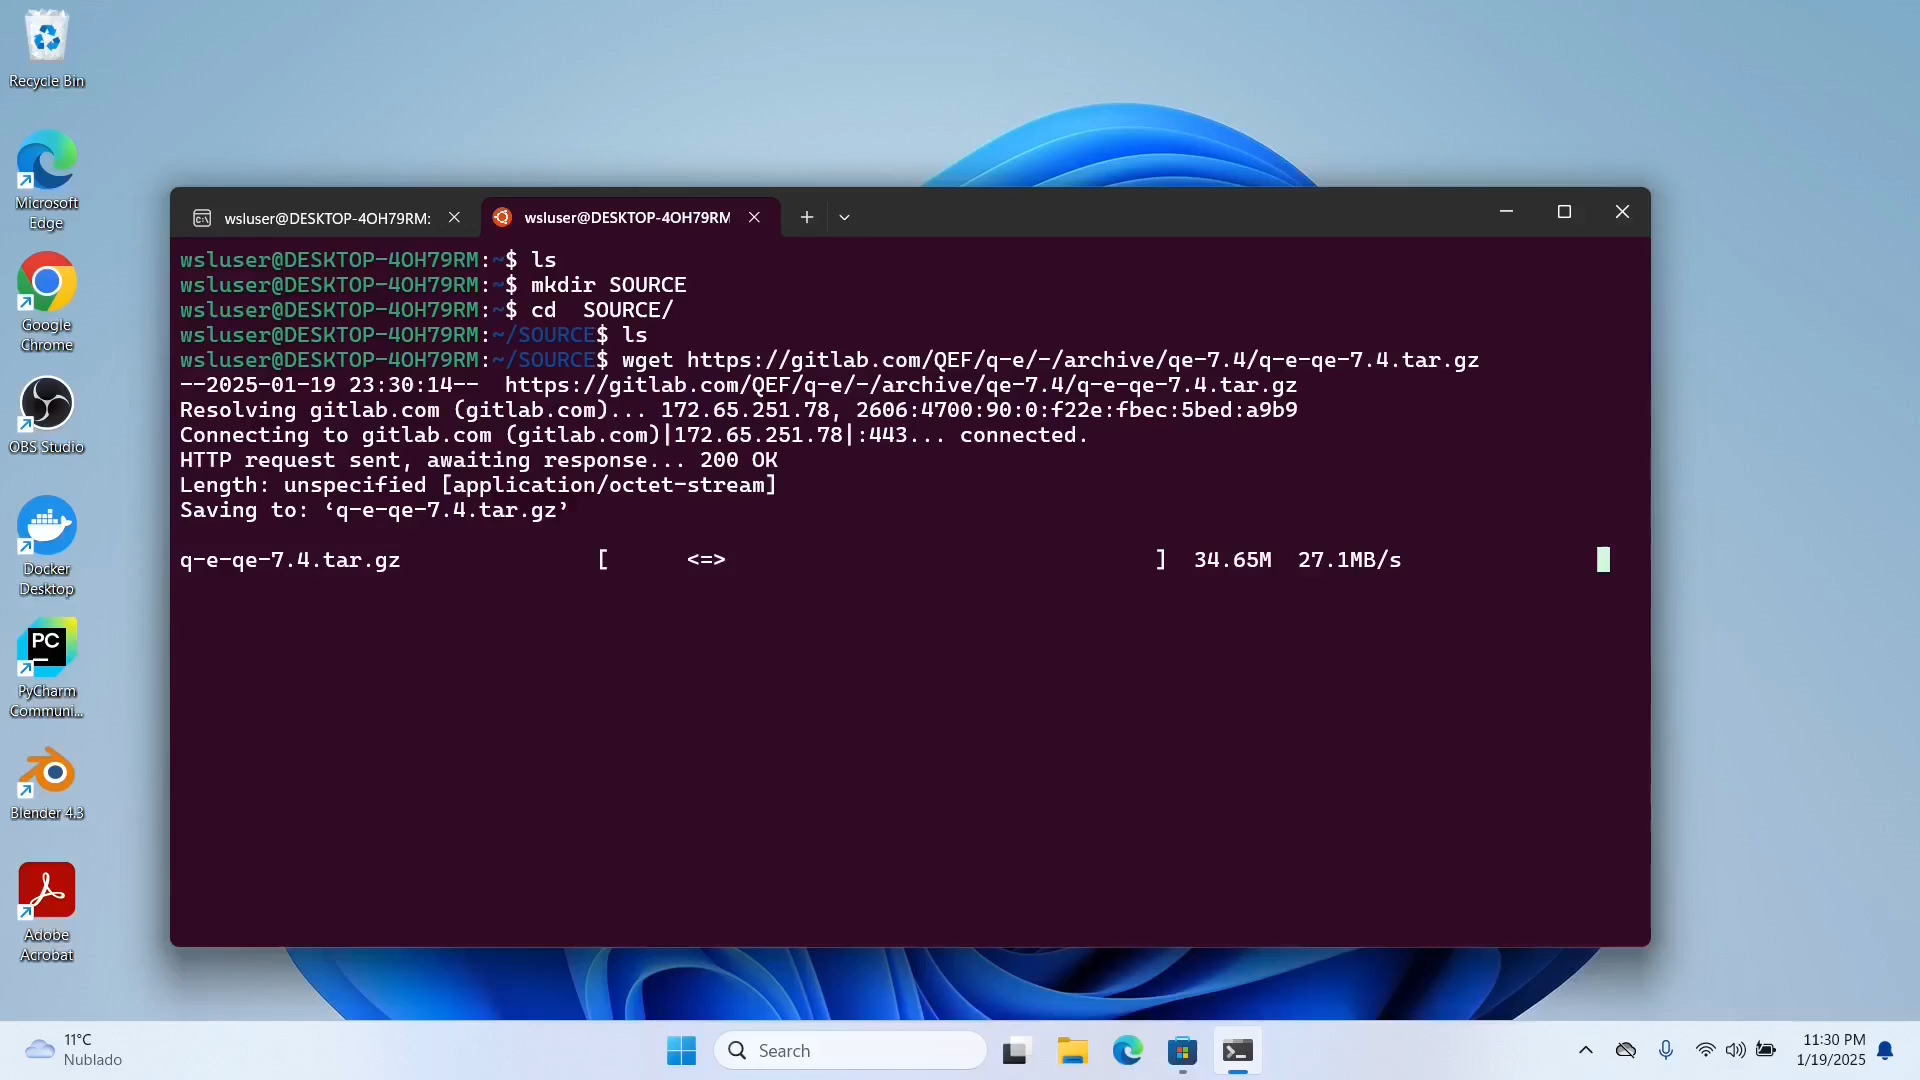 Recycle Bin
Microsoft
Edge
Google
Chrome
OBS Studio
Docker
Desktop
PC
PyCharm
Communi...
Blender 4.3
Adobe
Acrobat
wsluser@DESKTOP-4OH79RM:
wsluser@DESKTOP-4OH79RM
wsluser@DESKTOP-4OH79RM:~$ ls
wsluser@DESKTOP-4OH79RM:~$ mkdir SOURCE
wsluser@DESKTOP-4OH79RM:~$ cd  SOURCE/
wsluser@DESKTOP-4OH79RM:~/SOURCE$ ls
wsluser@DESKTOP-4OH79RM:~/SOURCE$ wget https://gitlab.com/QEF/q-e/-/archive/qe-7.4/q-e-qe-7.4.tar.gz
--2025-01-19 23:30:14--  https://gitlab.com/QEF/q-e/-/archive/qe-7.4/q-e-qe-7.4.tar.gz
Resolving gitlab.com (gitlab.com)... 172.65.251.78, 2606:4700:90:0:f22e:fbec:5bed:a9b9
Connecting to gitlab.com (gitlab.com)|172.65.251.78|:443... connected.
HTTP request sent, awaiting response... 200 OK
Length: unspecified [application/octet-stream]
Saving to: ‘q-e-qe-7.4.tar.gz’
q-e-qe-7.4.tar.gz [ <=> ] 34.65M 27.1MB/s
11°C
Nublado
Search
11:30 PM
1/19/2025